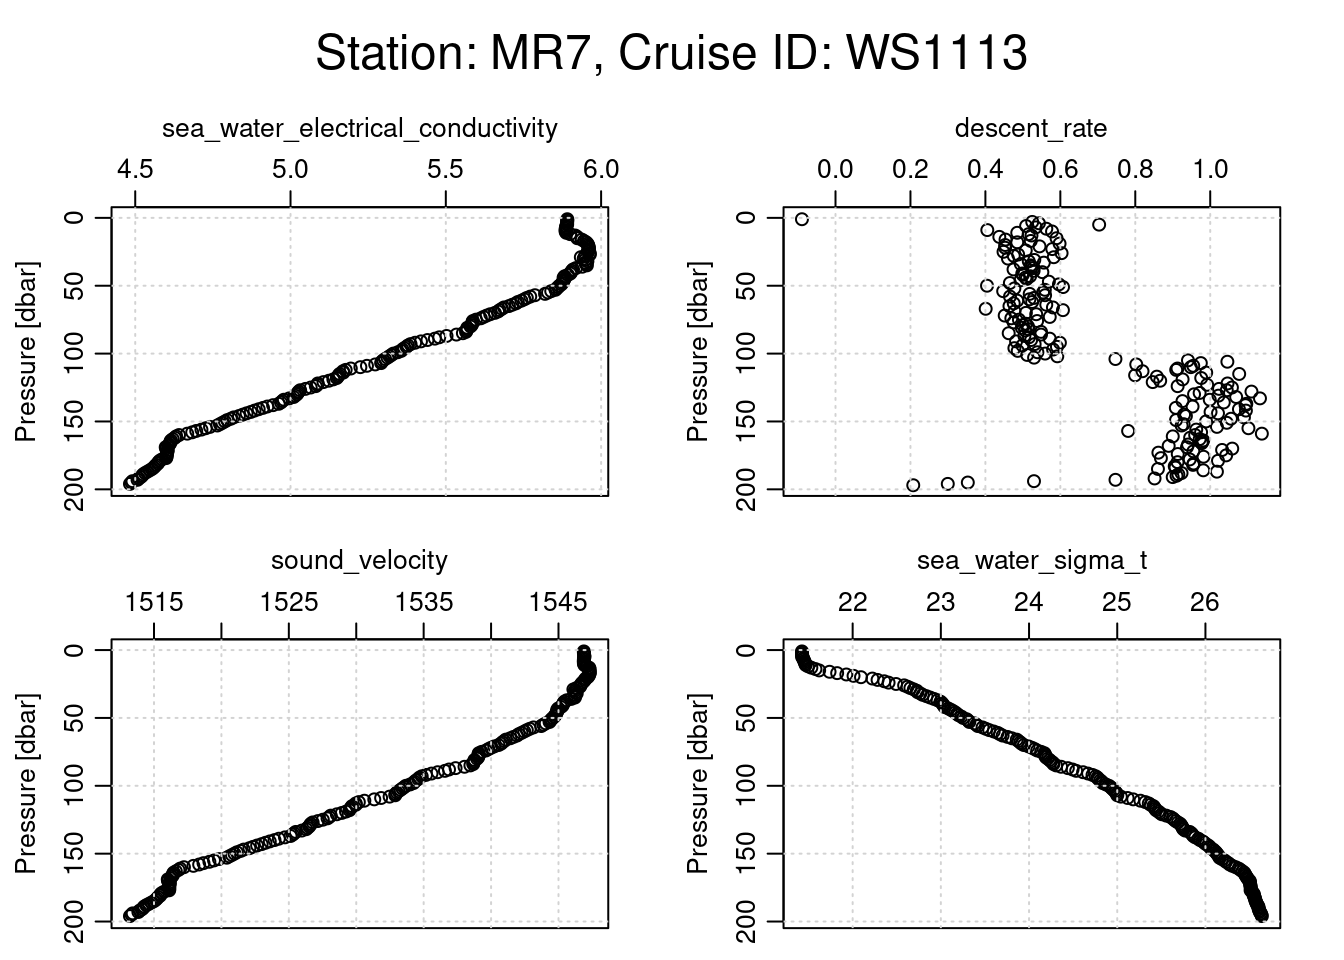 Station: MR7, Cruise ID: WS1113
sea_water_electrical_conductivity
4.5 5.0 5.5 6.0
Pressure [dbar]
0
50
100
150
200
descent_rate
0.0 0.2 0.4 0.6 0.8 1.0
Pressure [dbar]
0
50
100
150
200
sound_velocity
1515 1525 1535 1545
Pressure [dbar]
0
50
100
150
200
sea_water_sigma_t
22 23 24 25 26
Pressure [dbar]
0
50
100
150
200